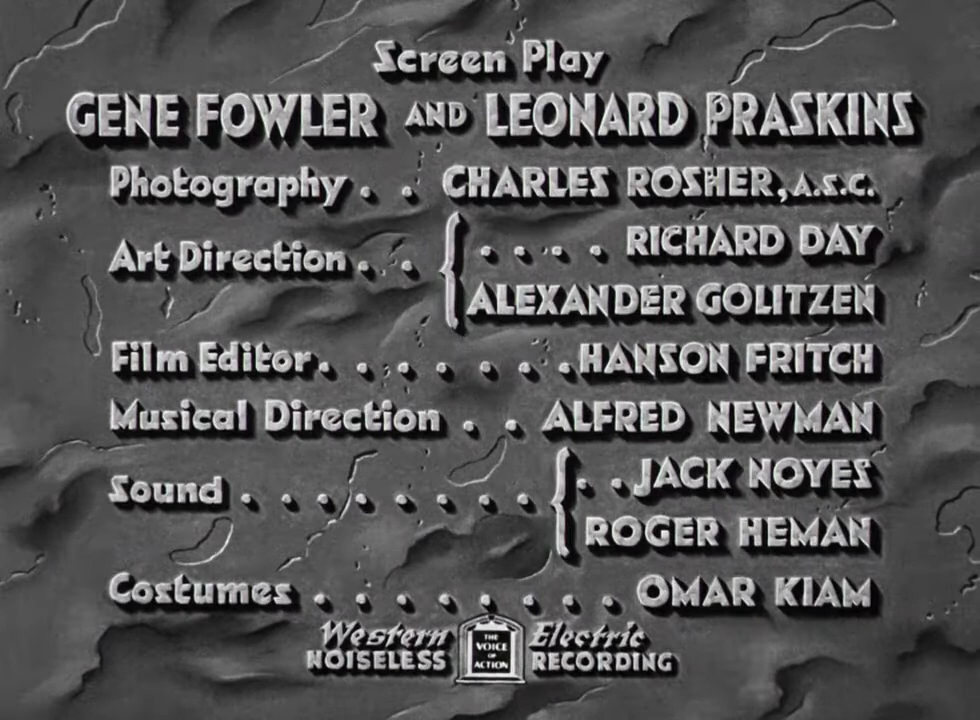 Screen Play
GENE FOWLER AND LEONARD PRASKINS
Photography . . CHARLES ROSHER, A.S.C.
Art Direction . . { . . . . RICHARD DAY
ALEXANDER GOLITZEN
Film Editor . . . . . . . HANSON FRITCH
Musical Direction . . ALFRED NEWMAN
Sound . . . . . . . . { . . JACK NOYES
ROGER HEMAN
Costumes . . . . . . . . OMAR KIAM
Western Electric
NOISELESS RECORDING
THE
VOICE
OF
ACTION